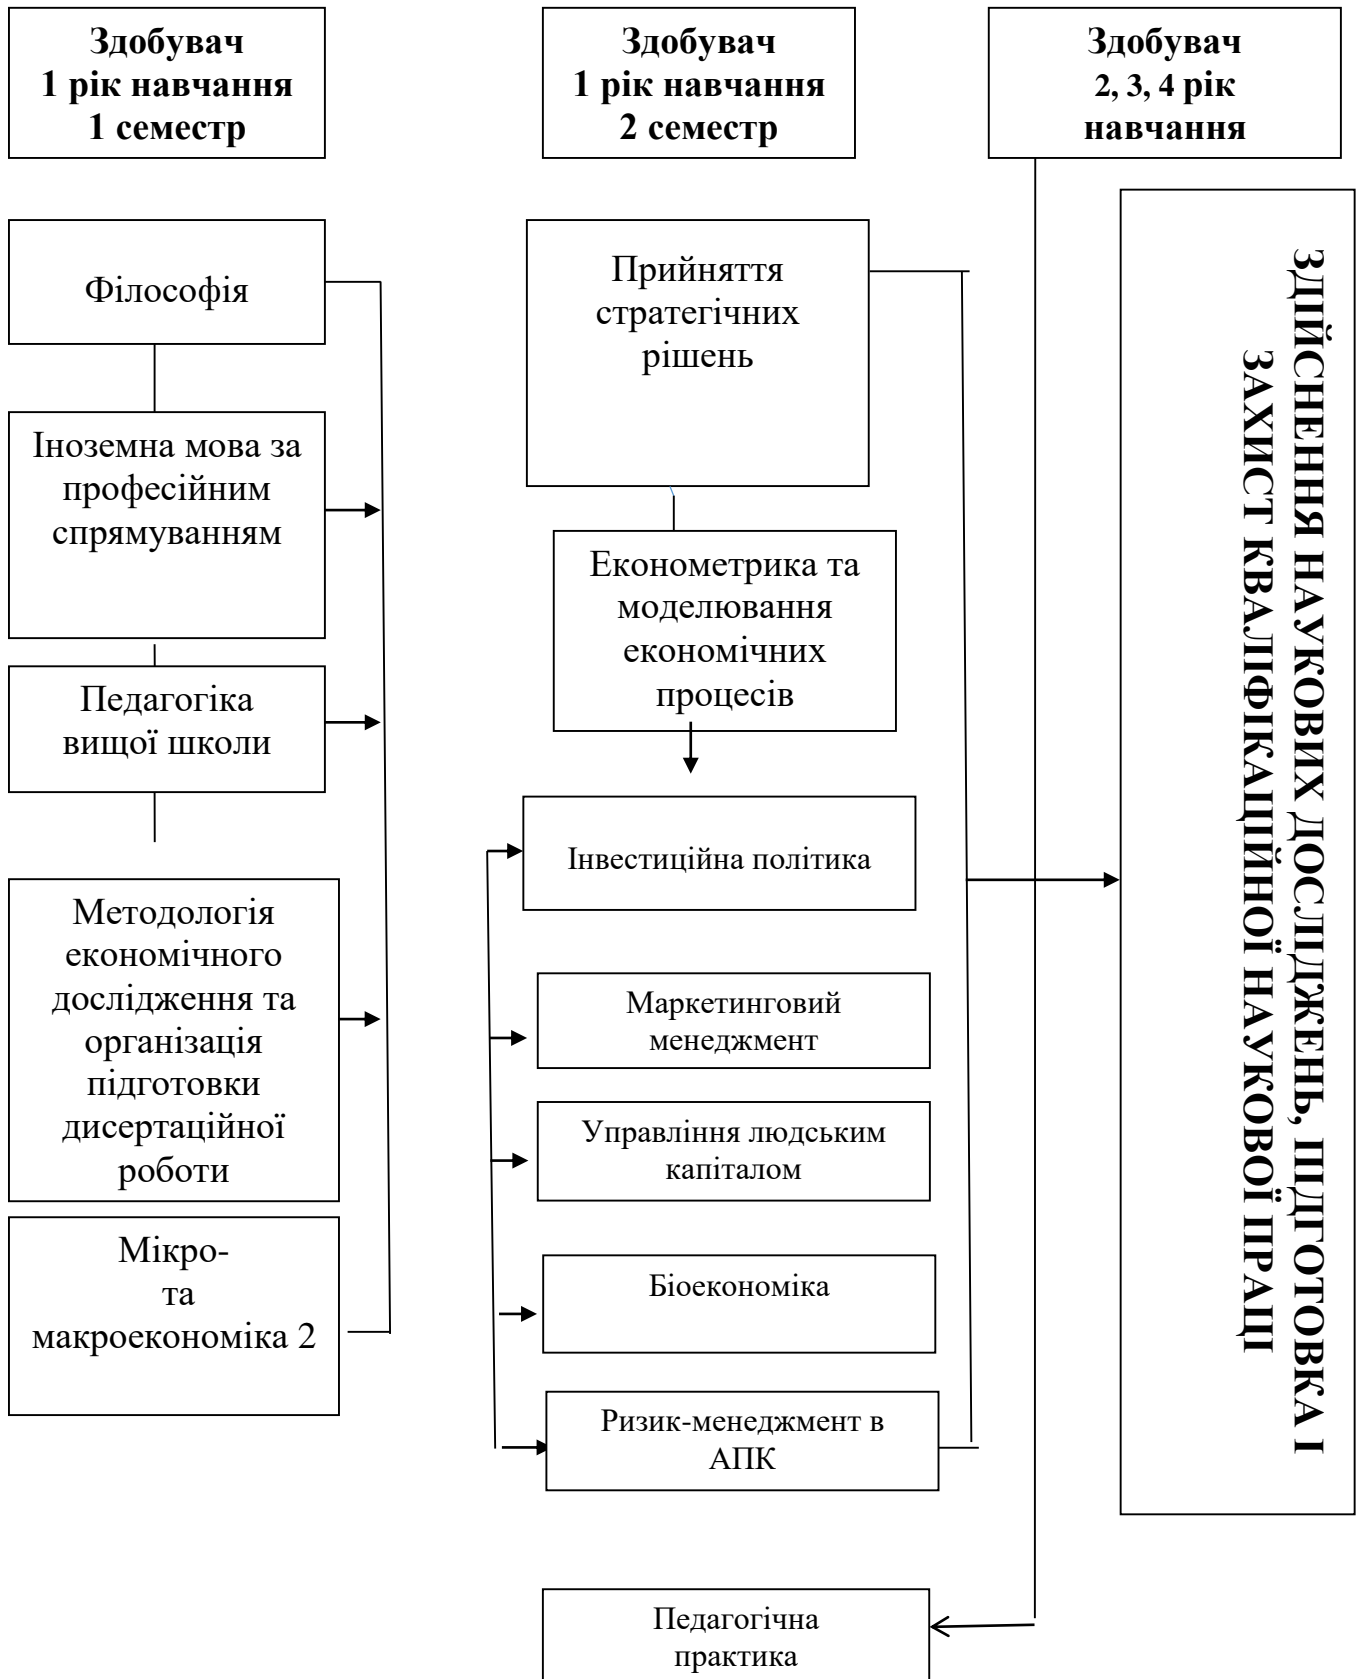 Здобувач
1 рік навчання
1 семестр
Здобувач
1 рік навчання
2 семестр
Здобувач
2, 3, 4 рік
навчання
Філософія
Іноземна мова за
професійним
спрямуванням
Педагогіка
вищої школи
Методологія
економічного
дослідження та
організація
підготовки
дисертаційної
роботи
Мікро-
та
макроекономіка 2
Прийняття
стратегічних
рішень
Економетрика та
моделювання
економічних
процесів
Інвестиційна політика
Маркетинговий
менеджмент
Управління людським
капіталом
Біоекономіка
Ризик-менеджмент в
АПК
Педагогічна
практика
ЗДІЙСНЕННЯ НАУКОВИХ ДОСЛІДЖЕНЬ, ПІДГОТОВКА І
ЗАХИСТ КВАЛІФІКАЦІЙНОЇ НАУКОВОЇ ПРАЦІ